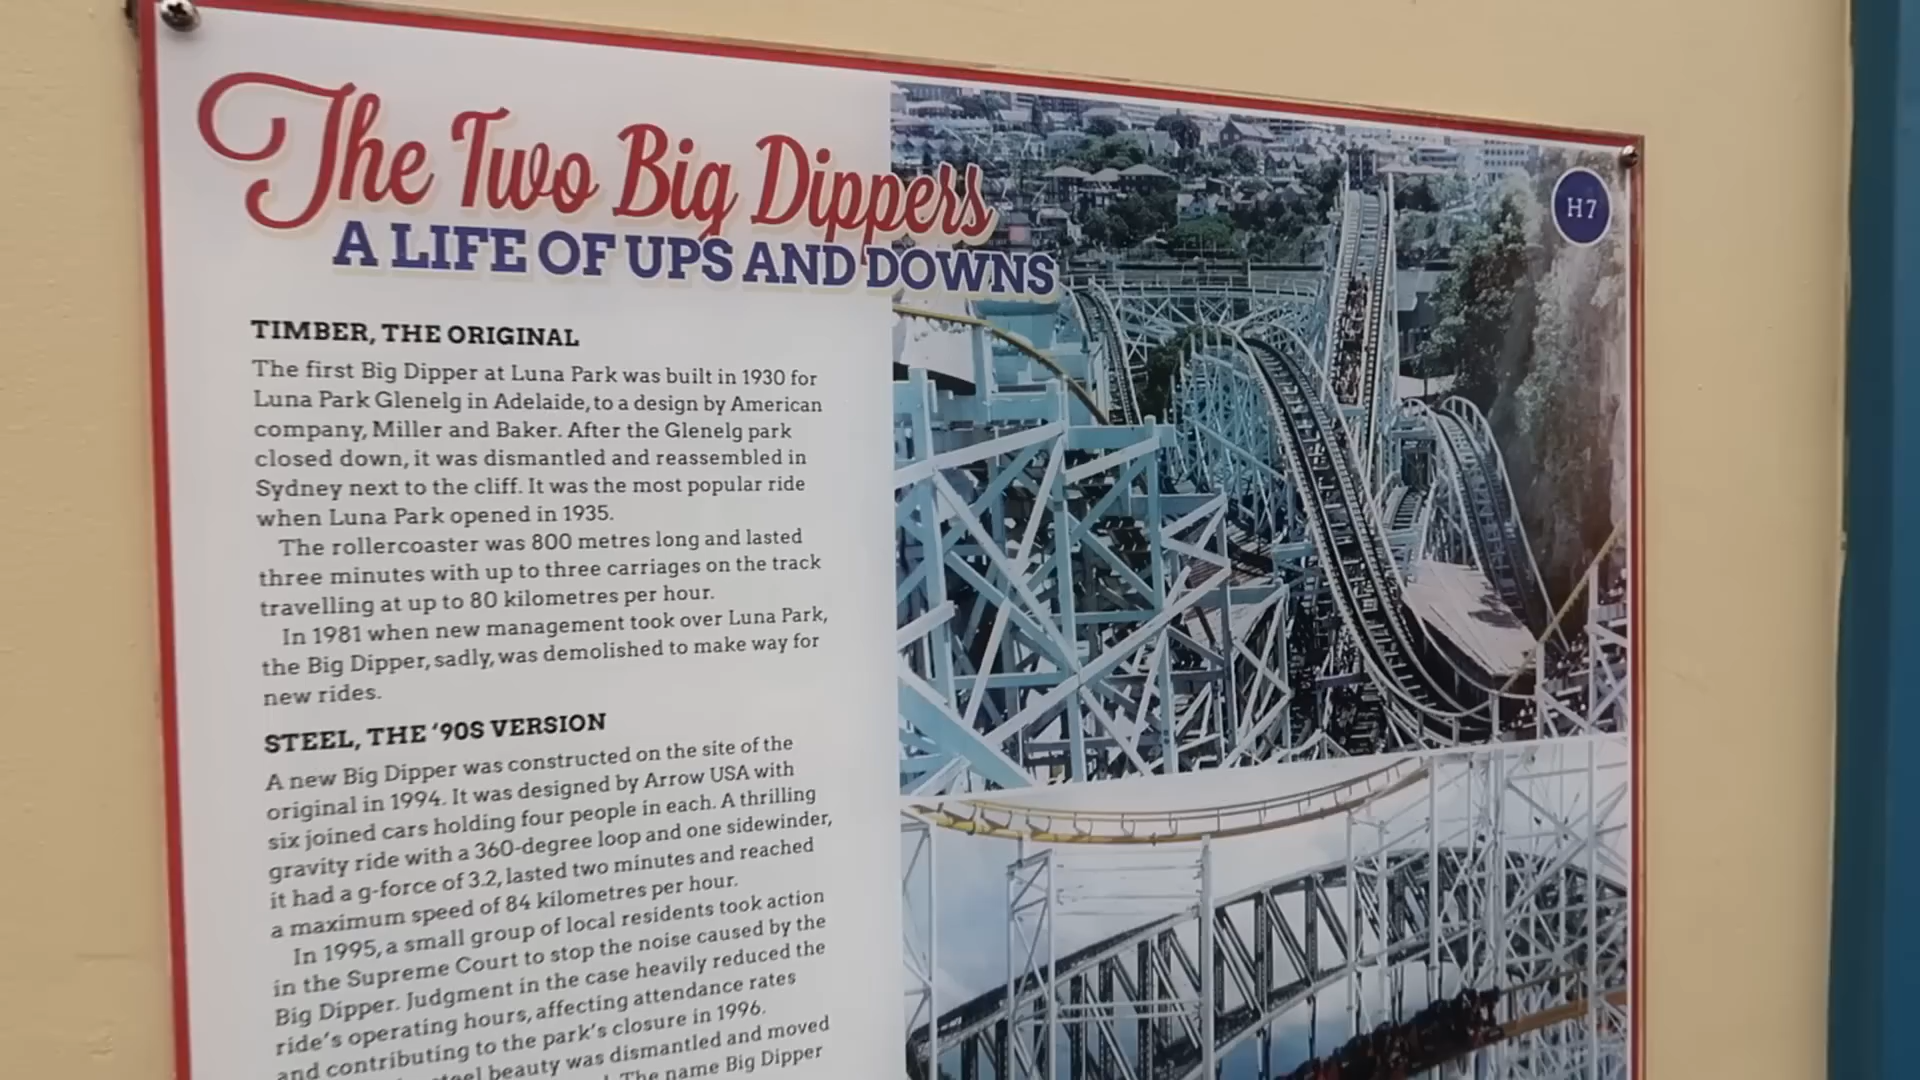 The Two Big Dippers
A LIFE OF UPS AND DOWNS
H7
TIMBER, THE ORIGINAL
The first Big Dipper at Luna Park was built in 1930 for
Luna Park Glenelg in Adelaide, to a design by American
company, Miller and Baker. After the Glenelg park
closed down, it was dismantled and reassembled in
Sydney next to the cliff. It was the most popular ride
when Luna Park opened in 1935.
The rollercoaster was 800 metres long and lasted
three minutes with up to three carriages on the track
travelling at up to 80 kilometres per hour.
In 1981 when new management took over Luna Park,
the Big Dipper, sadly, was demolished to make way for
new rides.
STEEL, THE '90S VERSION
A new Big Dipper was constructed on the site of the
original in 1994. It was designed by Arrow USA with
six joined cars holding four people in each. A thrilling
gravity ride with a 360-degree loop and one sidewinder,
it had a g-force of 3.2, lasted two minutes and reached
a maximum speed of 84 kilometres per hour.
In 1995, a small group of local residents took action
in the Supreme Court to stop the noise caused by the
Big Dipper. Judgment in the case heavily reduced the
ride's operating hours, affecting attendance rates
and contributing to the park's closure in 1996.
beauty was dismantled and moved
The name Big Dipper